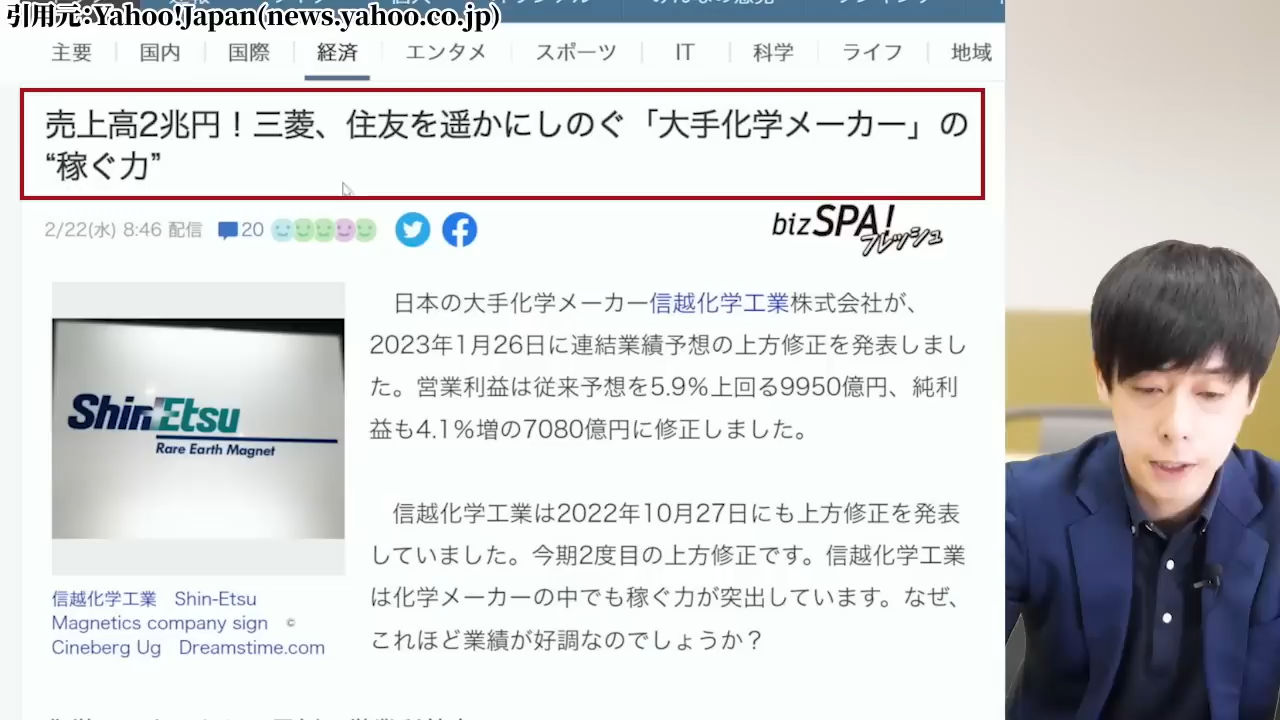 引用元:Yahoo!Japan(news.yahoo.co.jp)
主要 国内 国際 経済 エンタメ スポーツ IT 科学 ライフ 地域
売上高2兆円！三菱、住友を遥かにしのぐ「大手化学メーカー」の
“稼ぐ力”
2/22(水) 8:46 配信 20
bizSPA!フレッシュ
日本の大手化学メーカー信越化学工業株式会社が、
2023年1月26日に連結業績予想の上方修正を発表しまし
た。営業利益は従来予想を5.9％上回る9950億円、純利
益も4.1％増の7080億円に修正しました。
Shin-Etsu
Rare Earth Magnet
信越化学工業は2022年10月27日にも上方修正を発表
していました。今期2度目の上方修正です。信越化学工業
は化学メーカーの中でも稼ぐ力が突出しています。なぜ、
これほど業績が好調なのでしょうか？
信越化学工業 Shin-Etsu
Magnetics company sign ©
Cineberg Ug Dreamstime.com